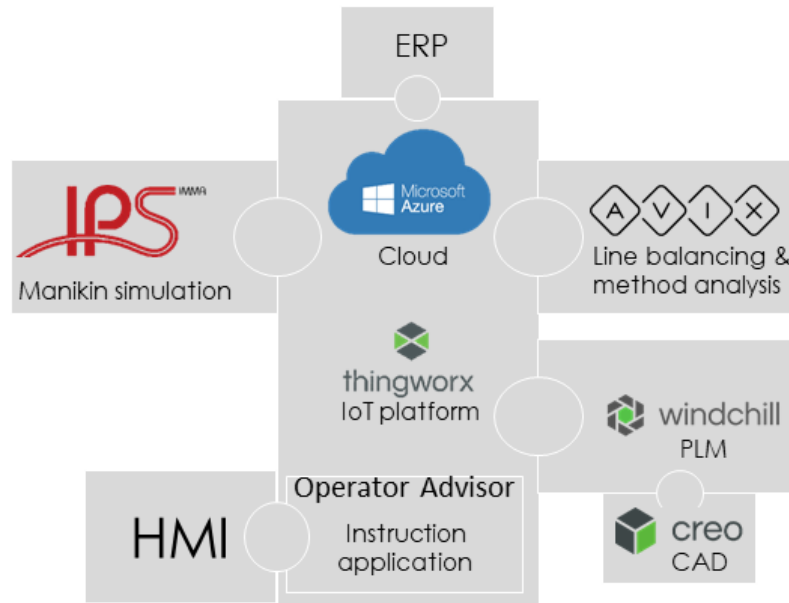 ERP
Microsoft
Azure
Cloud
IPS IMMA
Manikin simulation
AVIX
Line balancing &
method analysis
thingworx
IoT platform
windchill
PLM
Operator Advisor
Instruction
application
HMI
creo
CAD